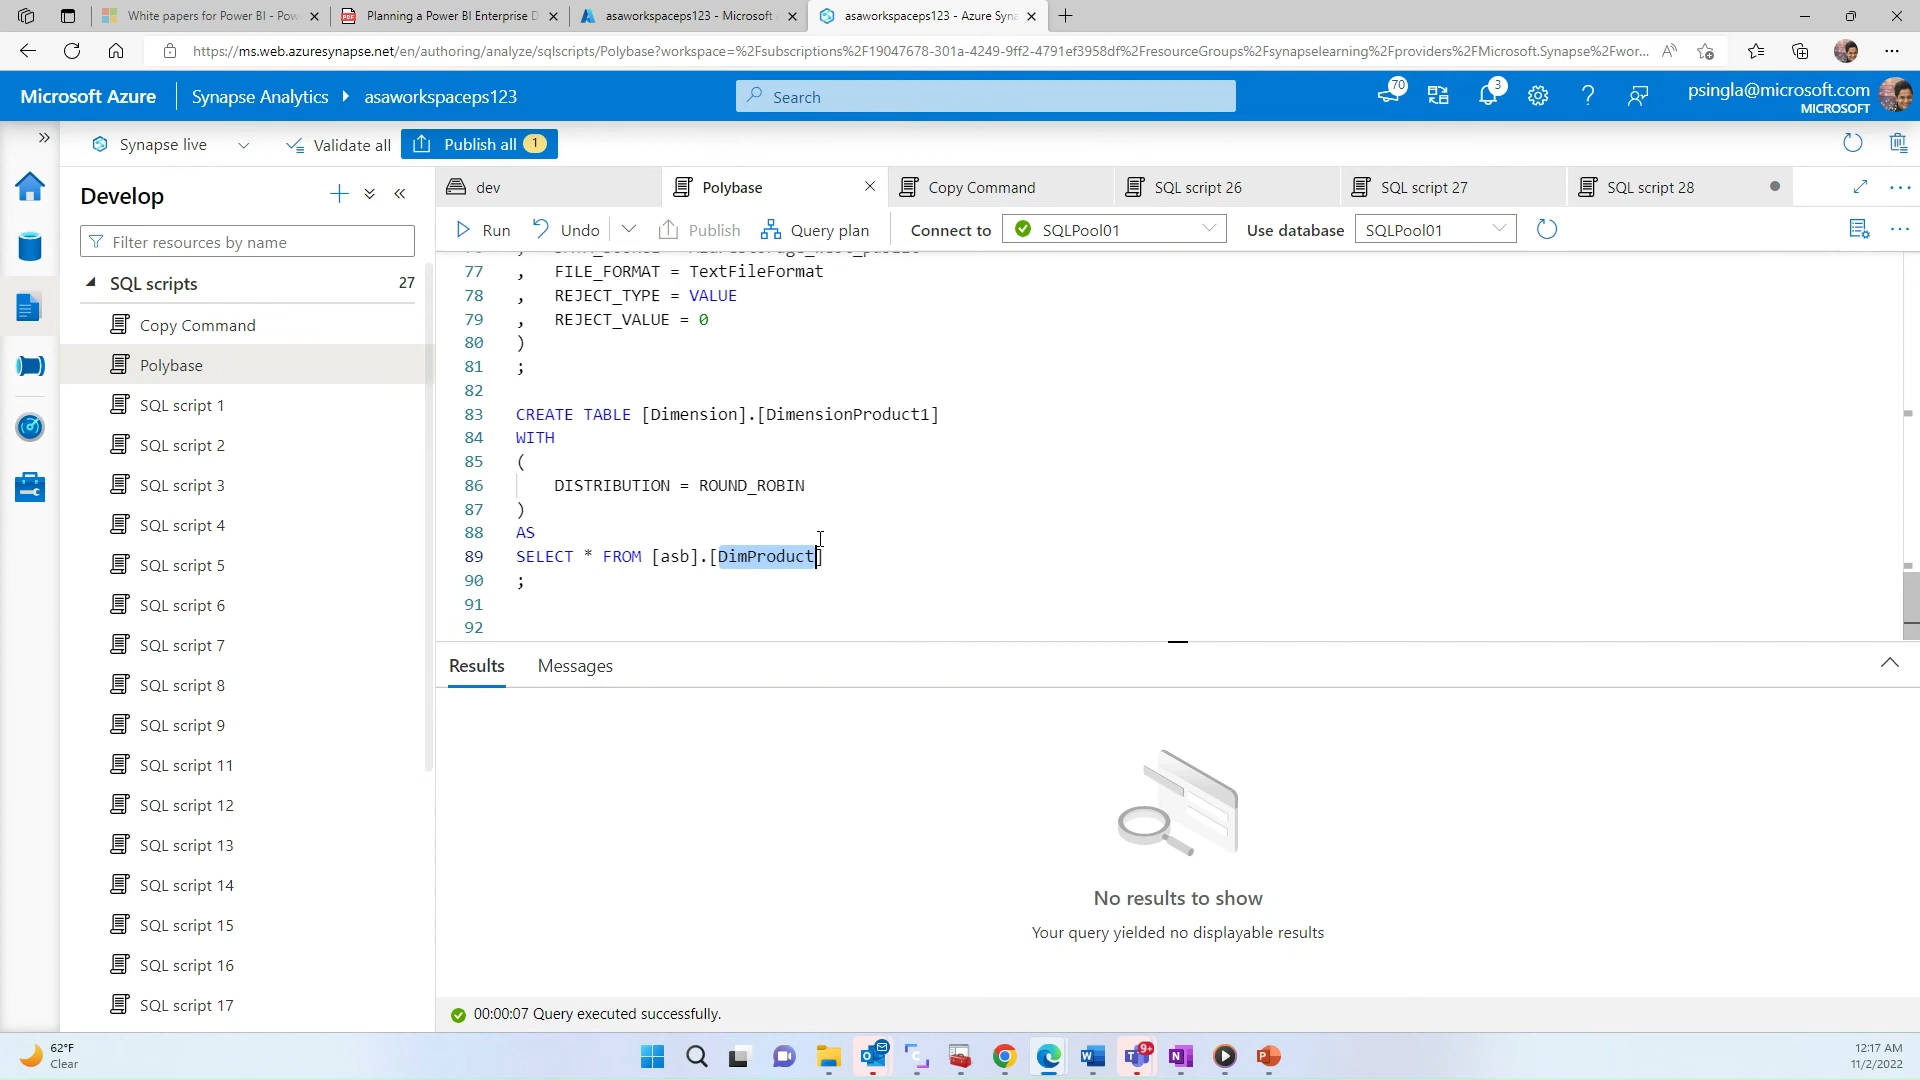 White papers for Power BI - Pow
Planning a Power BI Enterprise D
asaworkspaceps123 - Microsoft
asaworkspaceps123 - Azure Syna
https://ms.web.azuresynapse.net/en/authoring/analyze/sqlscripts/Polybase?workspace=%2Fsubscriptions%2F19047678-301a-4249-9ff2-4791ef3958df%2FresourceGroups%2Fsynapselearning%2Fproviders%2FMicrosoft.Synapse%2Fwor...
Microsoft Azure
Synapse Analytics
asaworkspaceps123
Search
70
3
psingla@microsoft.com
MICROSOFT
Synapse live
Validate all
Publish all 1
Develop
Filter resources by name
SQL scripts 27
Copy Command
Polybase
SQL script 1
SQL script 2
SQL script 3
SQL script 4
SQL script 5
SQL script 6
SQL script 7
SQL script 8
SQL script 9
SQL script 11
SQL script 12
SQL script 13
SQL script 14
SQL script 15
SQL script 16
SQL script 17
dev
Polybase
Copy Command
SQL script 26
SQL script 27
SQL script 28
Run
Undo
Publish
Query plan
Connect to
SQLPool01
Use database
SQLPool01
77 , FILE_FORMAT = TextFileFormat
78 , REJECT_TYPE = VALUE
79 , REJECT_VALUE = 0
80 )
81 ;
82
83 CREATE TABLE [Dimension].[DimensionProduct1]
84 WITH
85 (
86 DISTRIBUTION = ROUND_ROBIN
87 )
88 AS
89 SELECT * FROM [asb].[DimProduct]
90 ;
91
92
Results
Messages
No results to show
Your query yielded no displayable results
00:00:07 Query executed successfully.
62°F
Clear
9+
12:17 AM
11/2/2022